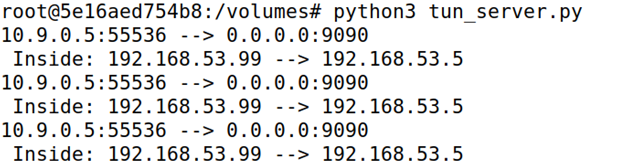 root@5e16aed754b8:/volumes# python3 tun_server.py
10.9.0.5:55536 --> 0.0.0.0:9090
 Inside: 192.168.53.99 --> 192.168.53.5
10.9.0.5:55536 --> 0.0.0.0:9090
 Inside: 192.168.53.99 --> 192.168.53.5
10.9.0.5:55536 --> 0.0.0.0:9090
 Inside: 192.168.53.99 --> 192.168.53.5